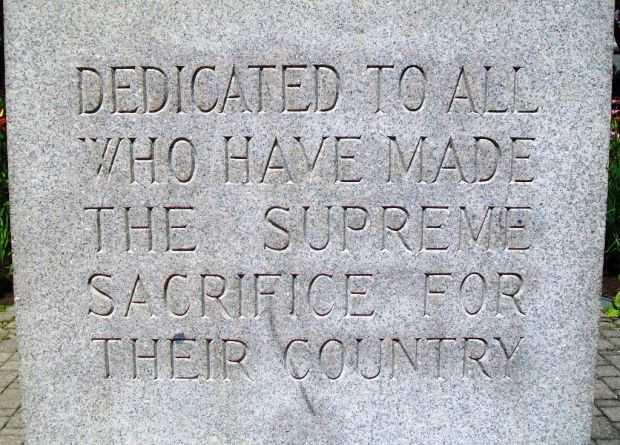 DEDICATED TO ALL
WHO HAVE MADE
THE SUPREME
SACRIFICE FOR
THEIR COUNTRY